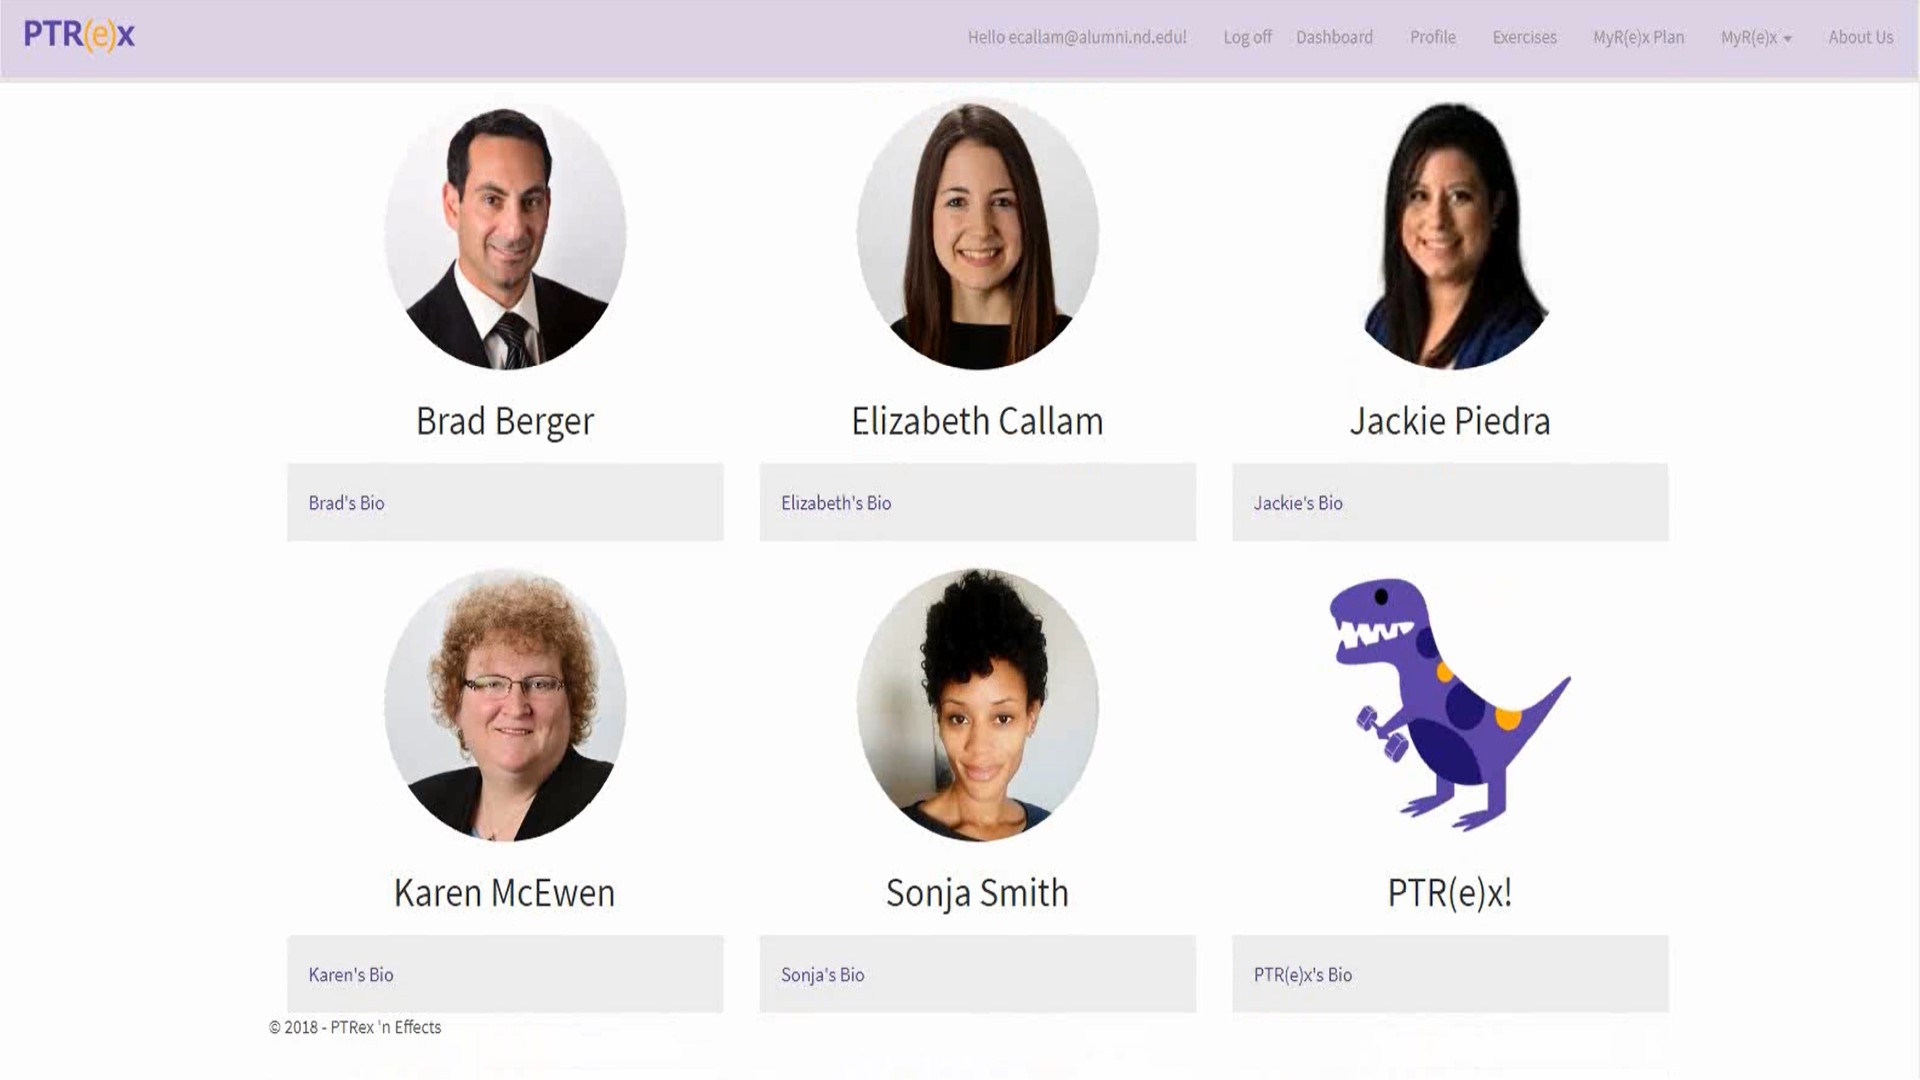 PTR(e)x Hello ecallam@alumni.nd.edu! Log off Dashboard Profile Exercises MyR(e)x Plan MyR(e)x About Us
Brad Berger Elizabeth Callam Jackie Piedra
Brad's Bio Elizabeth's Bio Jackie's Bio
Karen McEwen Sonja Smith PTR(e)x!
Karen's Bio Sonja's Bio PTR(e)x's Bio
© 2018 - PTRex 'n Effects